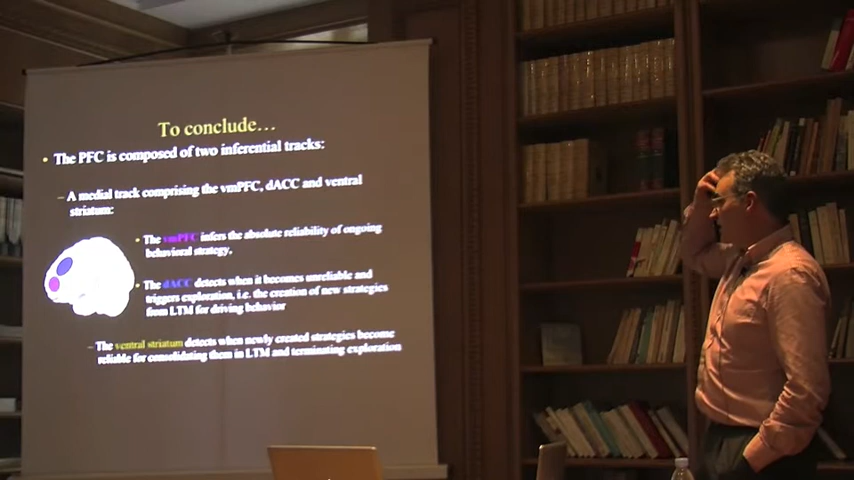 To conclude…
• The PFC is composed of two inferential tracks:
– A medial track comprising the vmPFC, dACC and ventral
striatum:
• The vmPFC infers the absolute reliability of ongoing
behavioral strategy,
• The dACC detects when it becomes unreliable and
triggers exploration, i.e. the creation of new strategies
from LTM for driving behavior
– The ventral striatum detects when newly created strategies become
reliable for consolidating them in LTM and terminating exploration